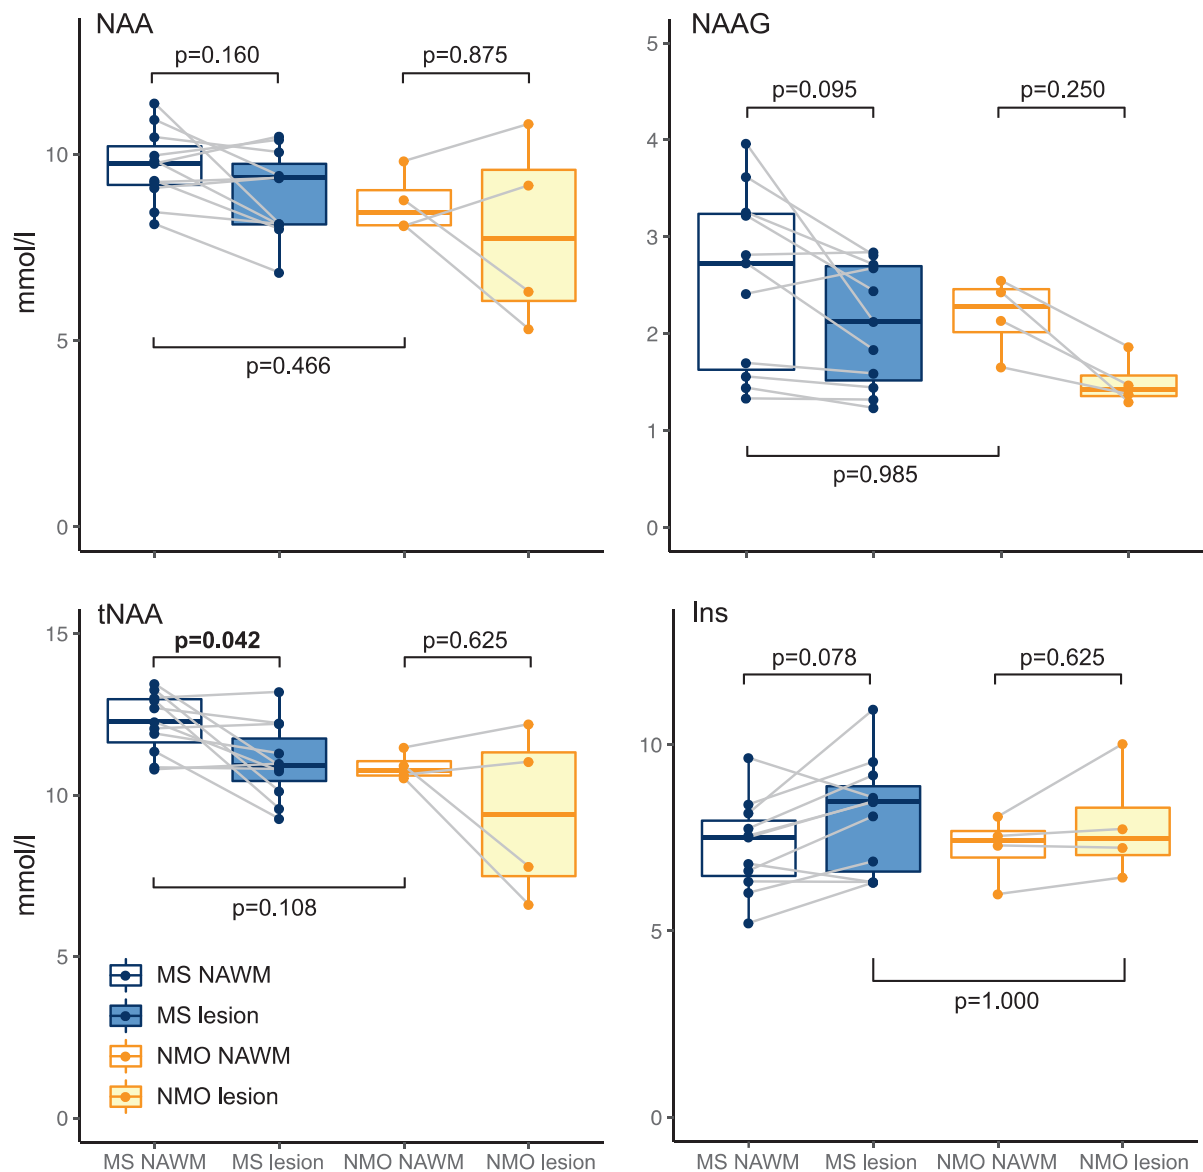 NAA
p=0.160
p=0.875
10
5
0
mmol/l
p=0.466
NAAG
5
4
3
2
1
0
p=0.095
p=0.250
p=0.985
tNAA
15
10
5
0
mmol/l
p=0.042
p=0.625
p=0.108
MS NAWM
MS lesion
NMO NAWM
NMO lesion
MS NAWM MS lesion NMO NAWM NMO lesion
Ins
10
5
0
p=0.078
p=0.625
p=1.000
MS NAWM MS lesion NMO NAWM NMO lesion